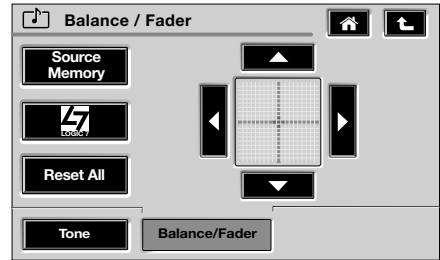 Balance / Fader
Source
Memory
LOGIC 7
Reset All
Tone
Balance/Fader